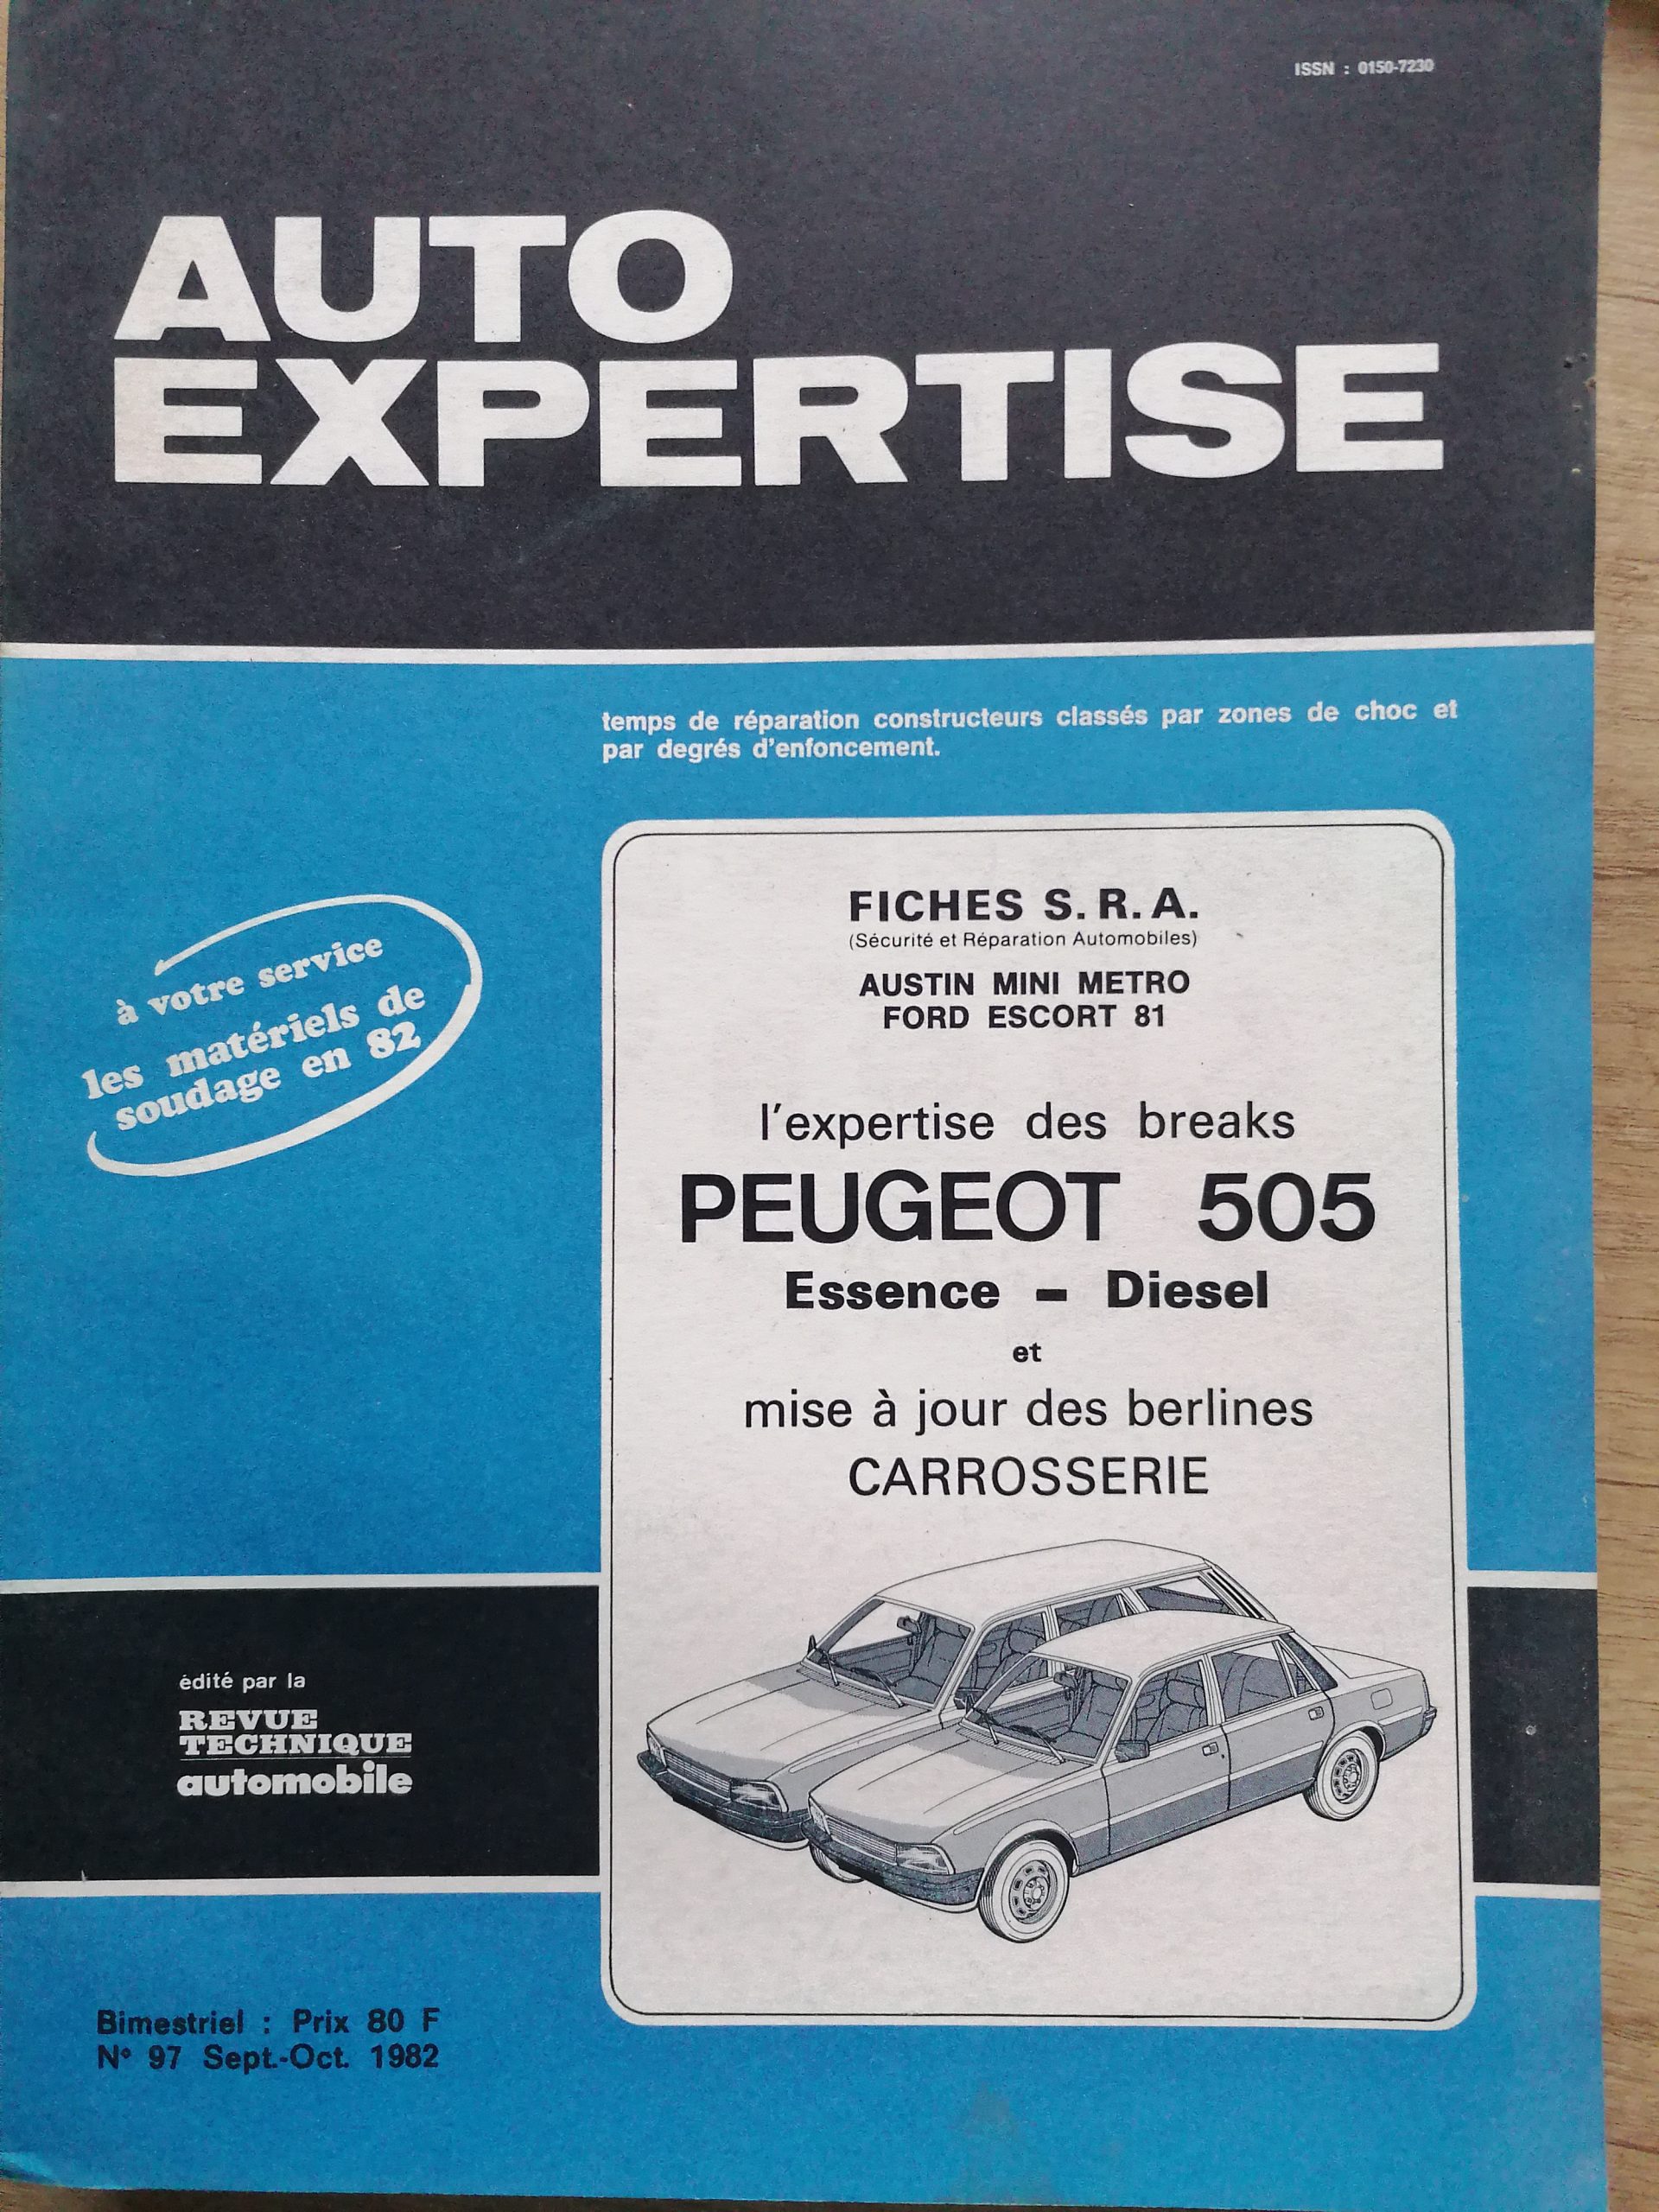 ISSN : 0150-7230
AUTO
EXPERTISE
temps de réparation constructeurs classés par zones de choc et
par degrés d'enfoncement.
à votre service
les matériels de
soudage en 82
FICHES S.R.A.
(Sécurité et Réparation Automobiles)
AUSTIN MINI METRO
FORD ESCORT 81
l'expertise des breaks
PEUGEOT 505
Essence - Diesel
et
mise à jour des berlines
CARROSSERIE
édité par la
REVUE
TECHNIQUE
automobile
Bimestriel : Prix 80 F
N° 97 Sept.-Oct. 1982